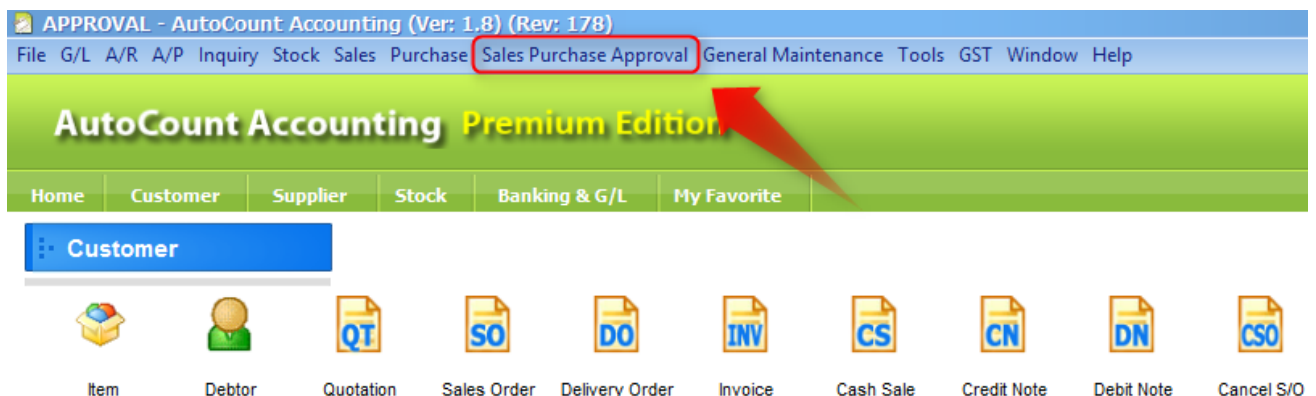 APPROVAL - AutoCount Accounting (Ver: 1.8) (Rev: 178)
File G/L A/R A/P Inquiry Stock Sales Purchase Sales Purchase Approval General Maintenance Tools GST Window Help
AutoCount Accounting Premium Edition
Home Customer Supplier Stock Banking & G/L My Favorite
Customer
QT SO DO INV CS CN DN CSO
Item Debtor Quotation Sales Order Delivery Order Invoice Cash Sale Credit Note Debit Note Cancel S/O